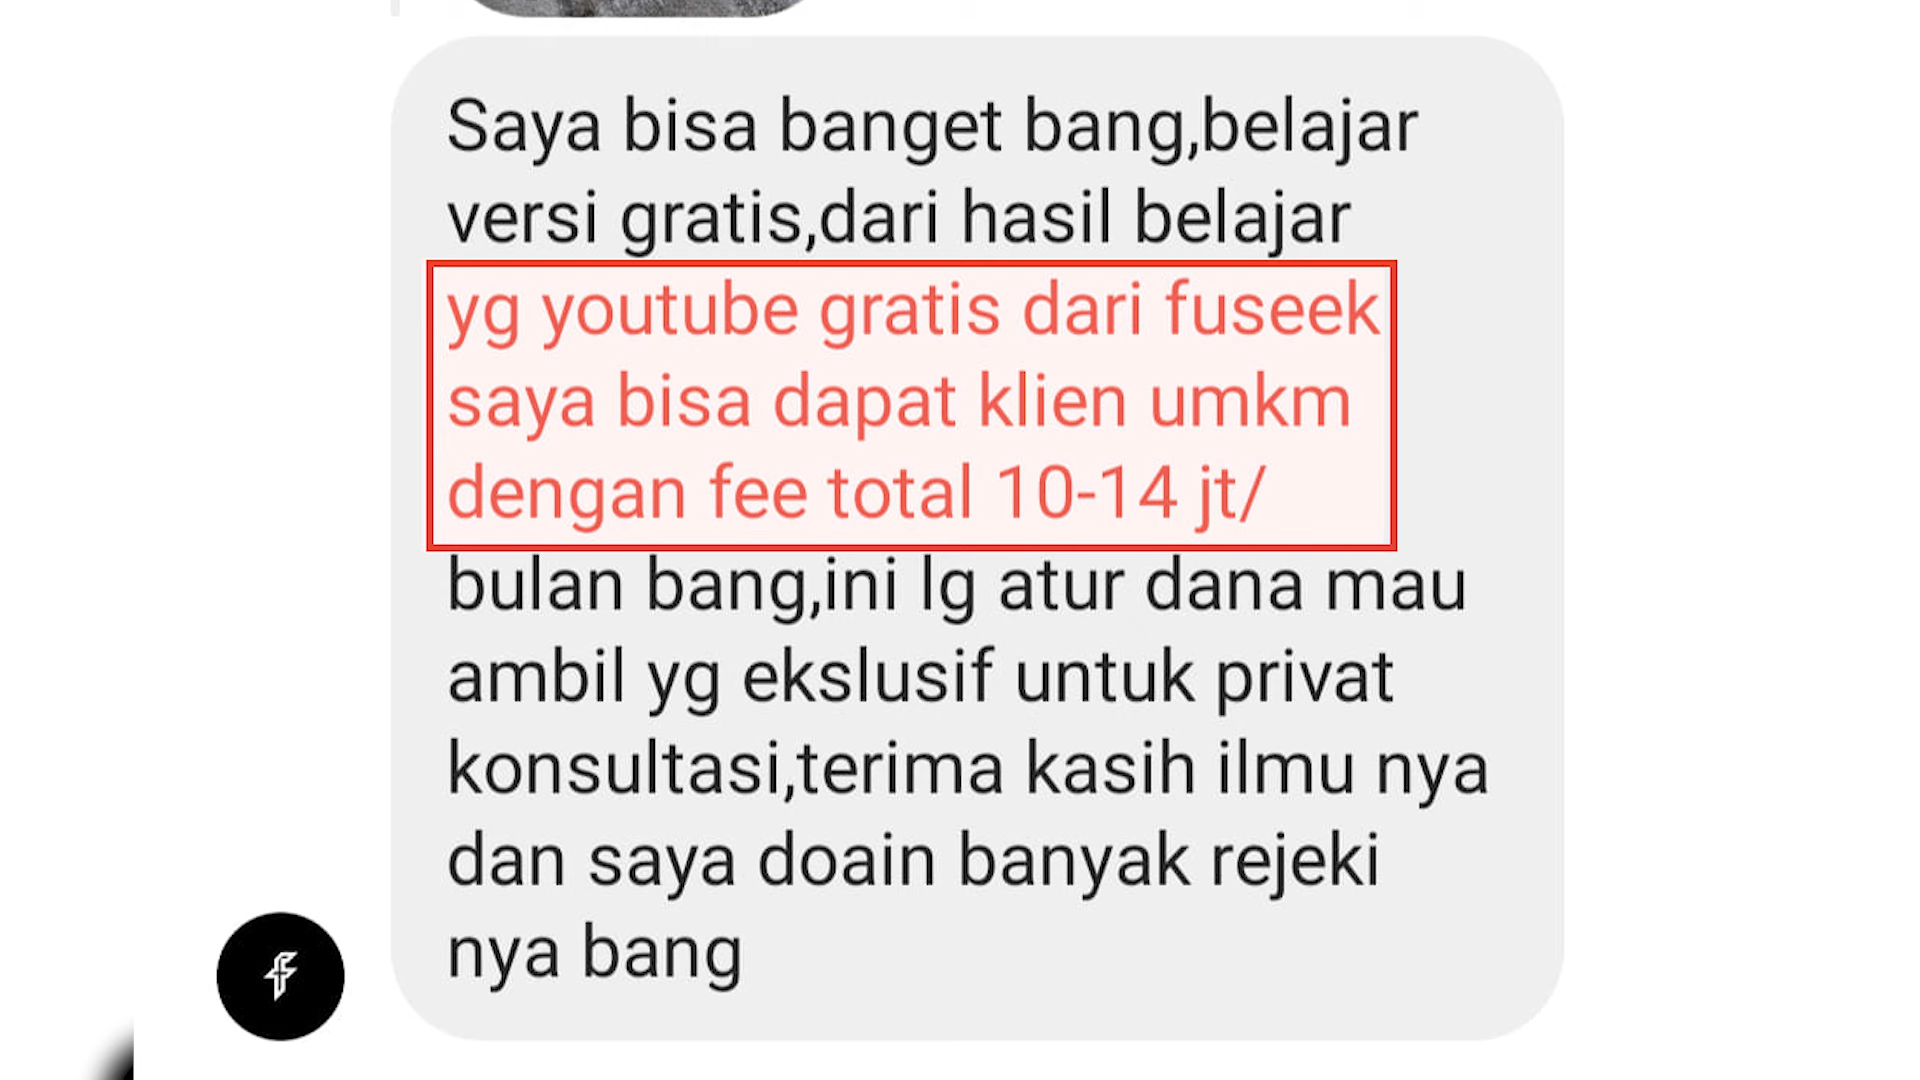 Saya bisa banget bang,belajar
versi gratis,dari hasil belajar
yg youtube gratis dari fuseek
saya bisa dapat klien umkm
dengan fee total 10-14 jt/
bulan bang,ini lg atur dana mau
ambil yg ekslusif untuk privat
konsultasi,terima kasih ilmu nya
dan saya doain banyak rejeki
nya bang